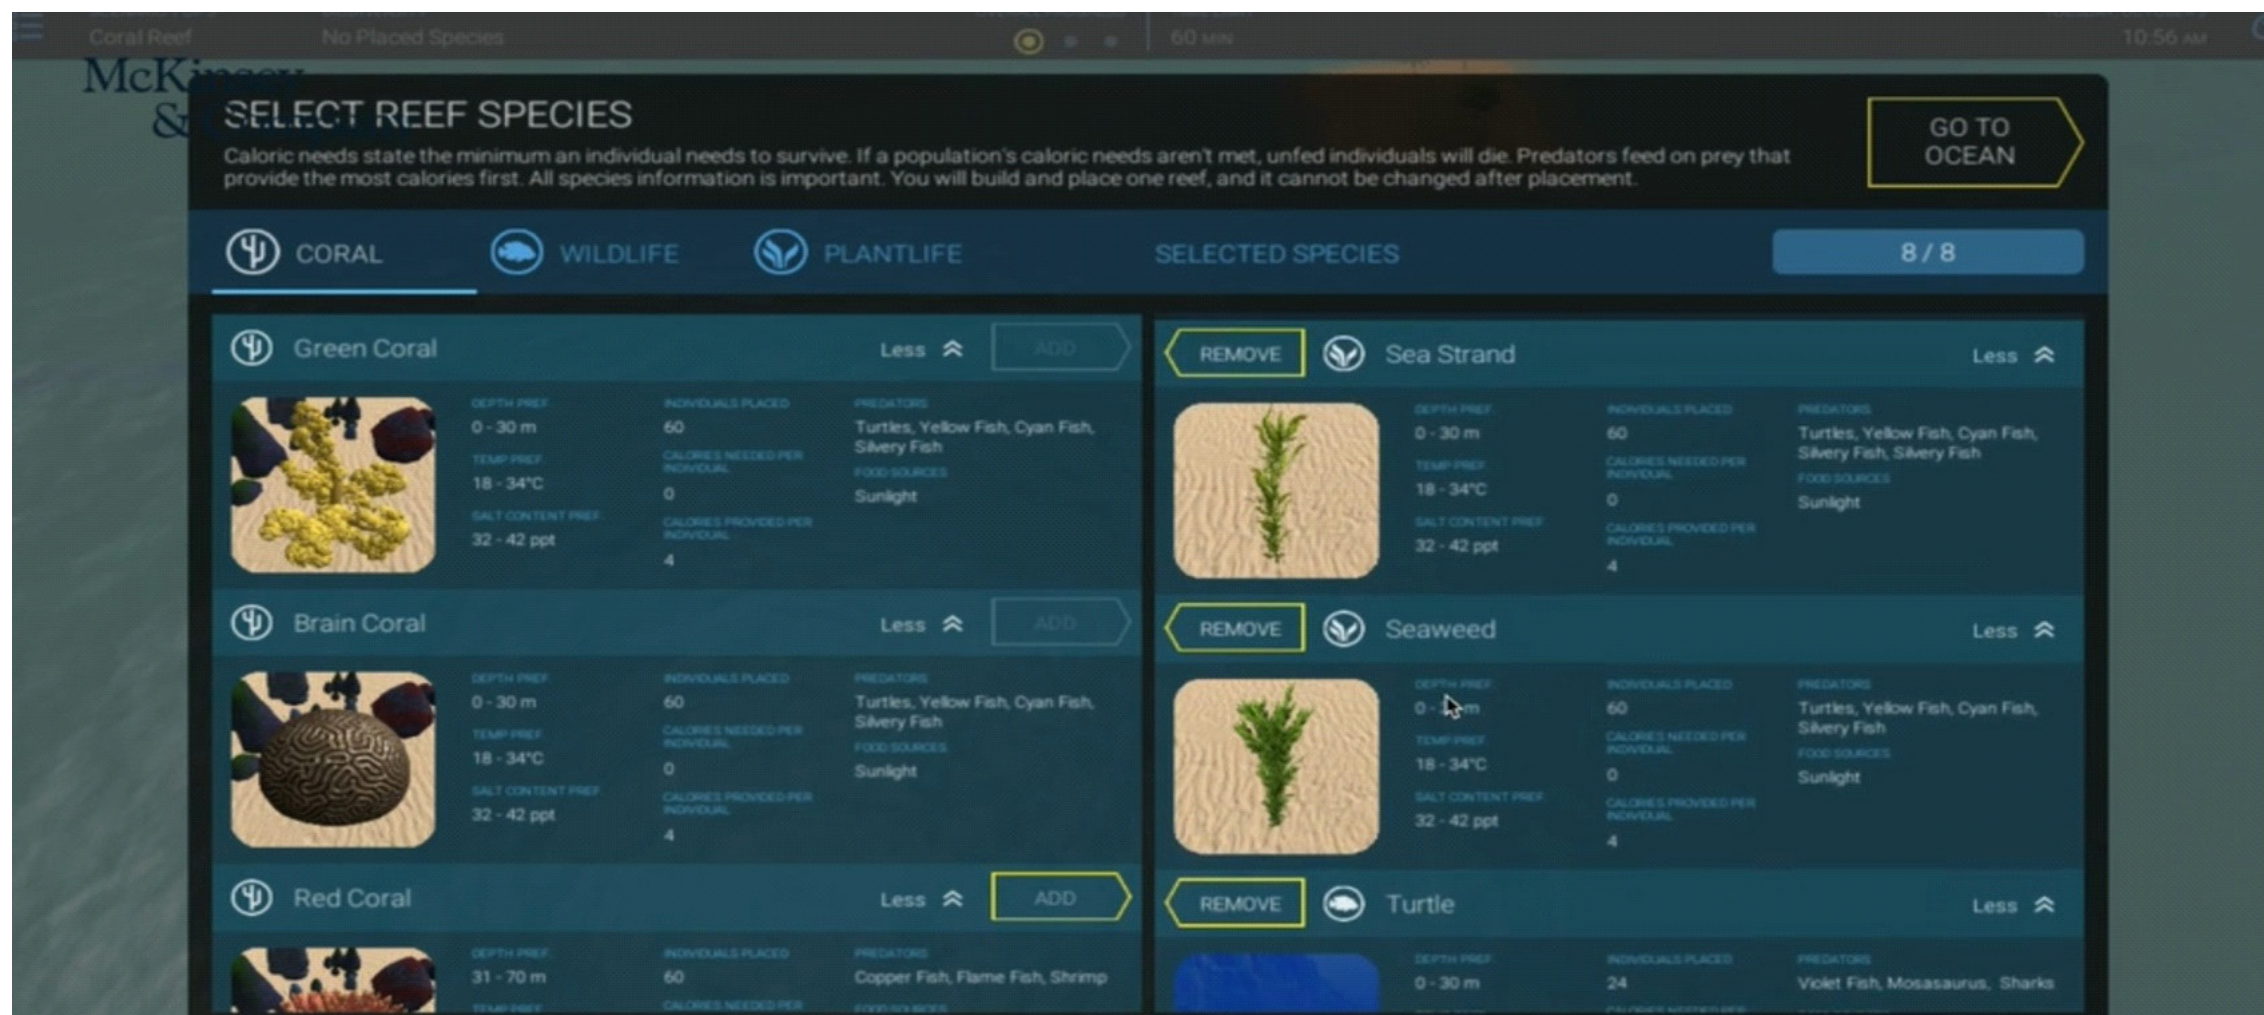 Coral Reef
No Placed Species
60 MIN
10:56 AM
McKinsey
&
SELECT REEF SPECIES
Caloric needs state the minimum an individual needs to survive. If a population's caloric needs aren't met, unfed individuals will die. Predators feed on prey that
provide the most calories first. All species information is important. You will build and place one reef, and it cannot be changed after placement.
GO TO
OCEAN
CORAL
WILDLIFE
PLANTLIFE
SELECTED SPECIES
8 / 8
Green Coral
Less
ADD
DEPTH PREF.
0 - 30 m
TEMP PREF.
18 - 34°C
SALT CONTENT PREF.
32 - 42 ppt
INDIVIDUALS PLACED
60
CALORIES NEEDED PER
INDIVIDUAL
0
CALORIES PROVIDED PER
INDIVIDUAL
4
PREDATORS
Turtles, Yellow Fish, Cyan Fish,
Silvery Fish
FOOD SOURCES
Sunlight
Brain Coral
Less
ADD
DEPTH PREF.
0 - 30 m
TEMP PREF.
18 - 34°C
SALT CONTENT PREF.
32 - 42 ppt
INDIVIDUALS PLACED
60
CALORIES NEEDED PER
INDIVIDUAL
0
CALORIES PROVIDED PER
INDIVIDUAL
4
PREDATORS
Turtles, Yellow Fish, Cyan Fish,
Silvery Fish
FOOD SOURCES
Sunlight
Red Coral
Less
ADD
DEPTH PREF.
31 - 70 m
TEMP PREF.
INDIVIDUALS PLACED
60
CALORIES NEEDED PER
PREDATORS
Copper Fish, Flame Fish, Shrimp
FOOD SOURCES
REMOVE
Sea Strand
Less
DEPTH PREF.
0 - 30 m
TEMP PREF.
18 - 34°C
SALT CONTENT PREF.
32 - 42 ppt
INDIVIDUALS PLACED
60
CALORIES NEEDED PER
INDIVIDUAL
0
CALORIES PROVIDED PER
INDIVIDUAL
4
PREDATORS
Turtles, Yellow Fish, Cyan Fish,
Silvery Fish, Silvery Fish
FOOD SOURCES
Sunlight
REMOVE
Seaweed
Less
DEPTH PREF.
0 - m
TEMP PREF.
18 - 34°C
SALT CONTENT PREF.
32 - 42 ppt
INDIVIDUALS PLACED
60
CALORIES NEEDED PER
INDIVIDUAL
0
CALORIES PROVIDED PER
INDIVIDUAL
4
PREDATORS
Turtles, Yellow Fish, Cyan Fish,
Silvery Fish
FOOD SOURCES
Sunlight
REMOVE
Turtle
Less
DEPTH PREF.
0 - 30 m
INDIVIDUALS PLACED
24
PREDATORS
Violet Fish, Mosasaurus, Sharks